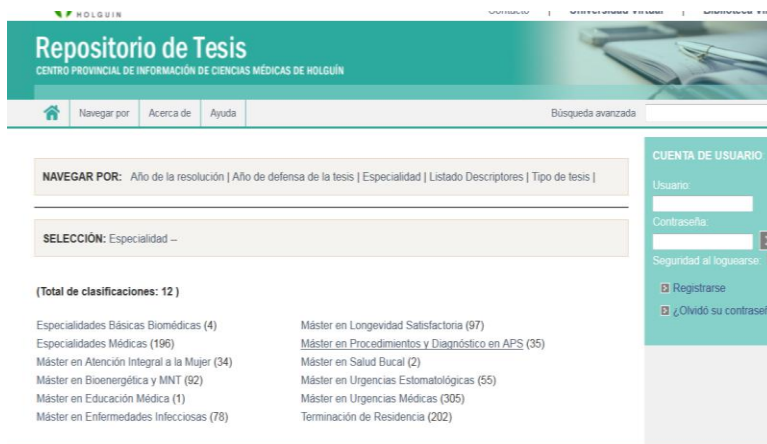 HOLGUIN
Contacto | Universidad Virtual | Biblioteca Vi
Repositorio de Tesis
CENTRO PROVINCIAL DE INFORMACIÓN DE CIENCIAS MÉDICAS DE HOLGUÍN
Navegar por Acerca de Ayuda Búsqueda avanzada
NAVEGAR POR: Año de la resolución | Año de defensa de la tesis | Especialidad | Listado Descriptores | Tipo de tesis |
SELECCIÓN: Especialidad –
(Total de clasificaciones: 12 )
Especialidades Básicas Biomédicas (4)
Especialidades Médicas (196)
Máster en Atención Integral a la Mujer (34)
Máster en Bioenergética y MNT (92)
Máster en Educación Médica (1)
Máster en Enfermedades Infecciosas (78)
Máster en Longevidad Satisfactoria (97)
Máster en Procedimientos y Diagnóstico en APS (35)
Máster en Salud Bucal (2)
Máster en Urgencias Estomatológicas (55)
Máster en Urgencias Médicas (305)
Terminación de Residencia (202)
CUENTA DE USUARIO:
Usuario:
Contraseña:
Seguridad al loguearse:
Registrarse
¿Olvidó su contraseñ